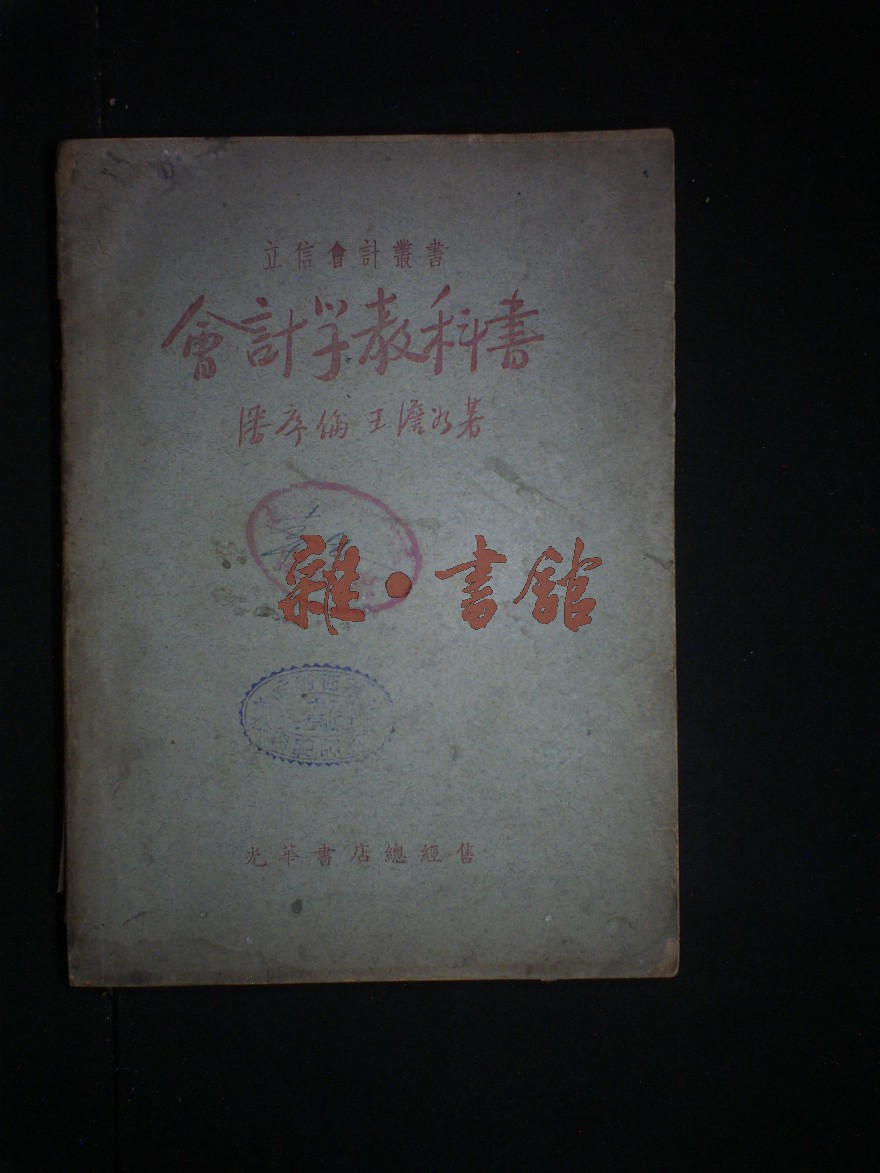 立信會計叢書
會計学教科書
潘序倫 王澹如著
雜·書館
光華書店總經售